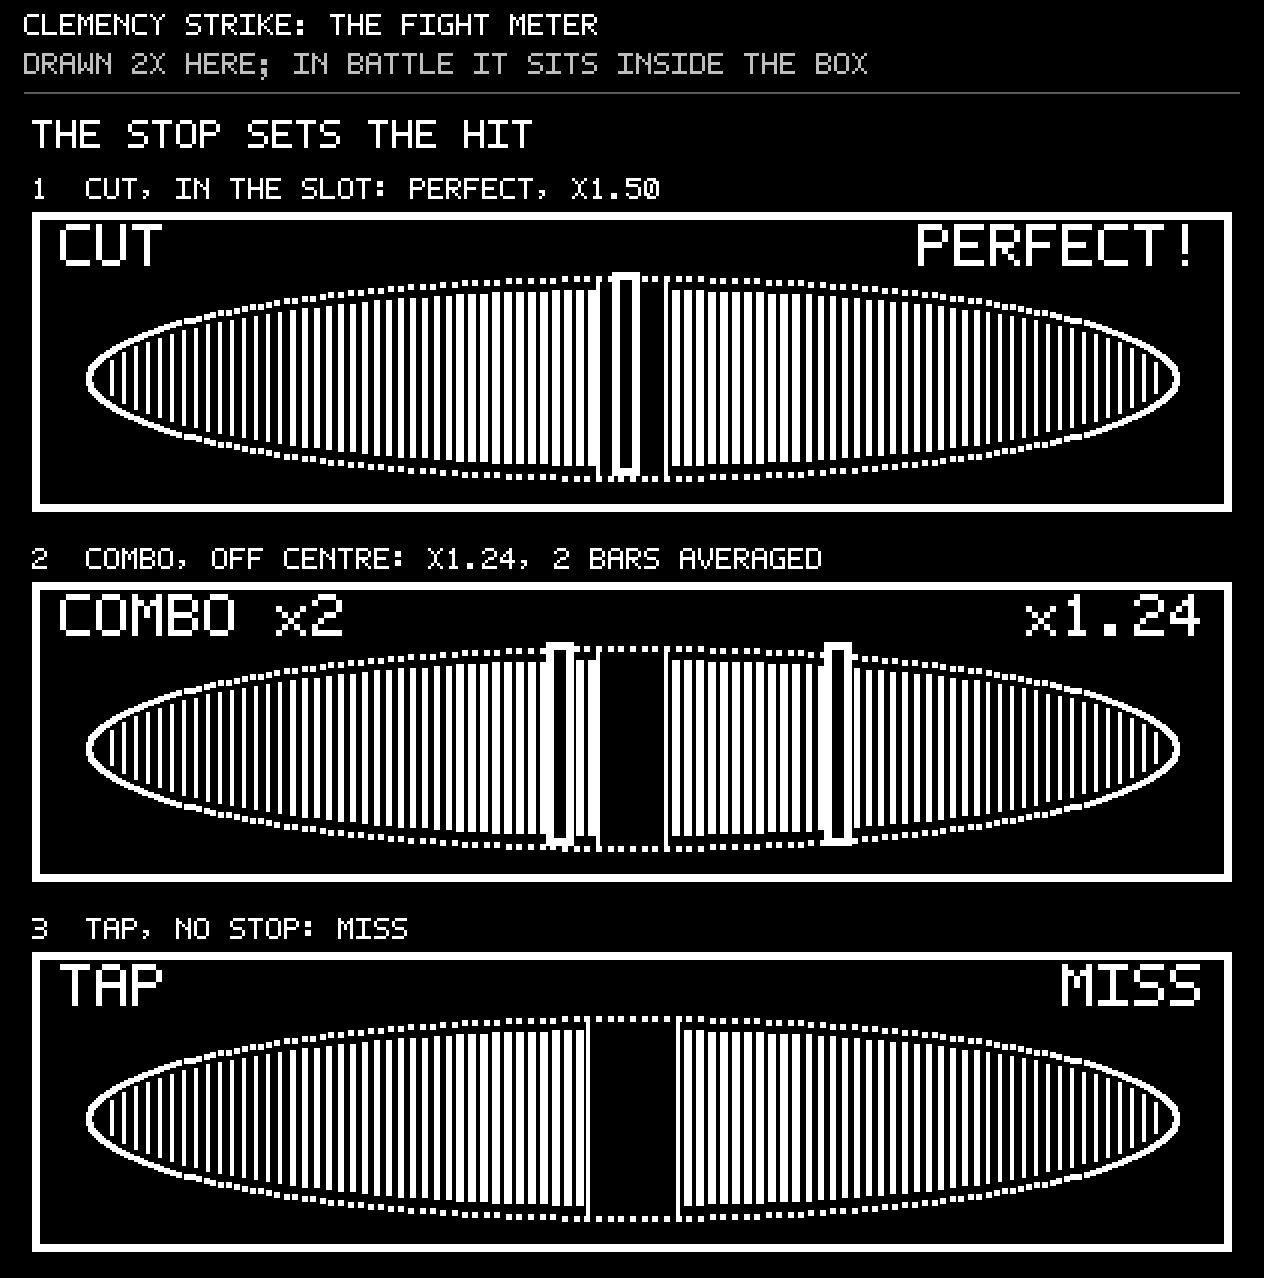 CLEMENCY STRIKE: THE FIGHT METER
DRAWN 2X HERE; IN BATTLE IT SITS INSIDE THE BOX
THE STOP SETS THE HIT
1 CUT, IN THE SLOT: PERFECT, X1.50
CUT PERFECT!
2 COMBO, OFF CENTRE: X1.24, 2 BARS AVERAGED
COMBO x2 x1.24
3 TAP, NO STOP: MISS
TAP MISS